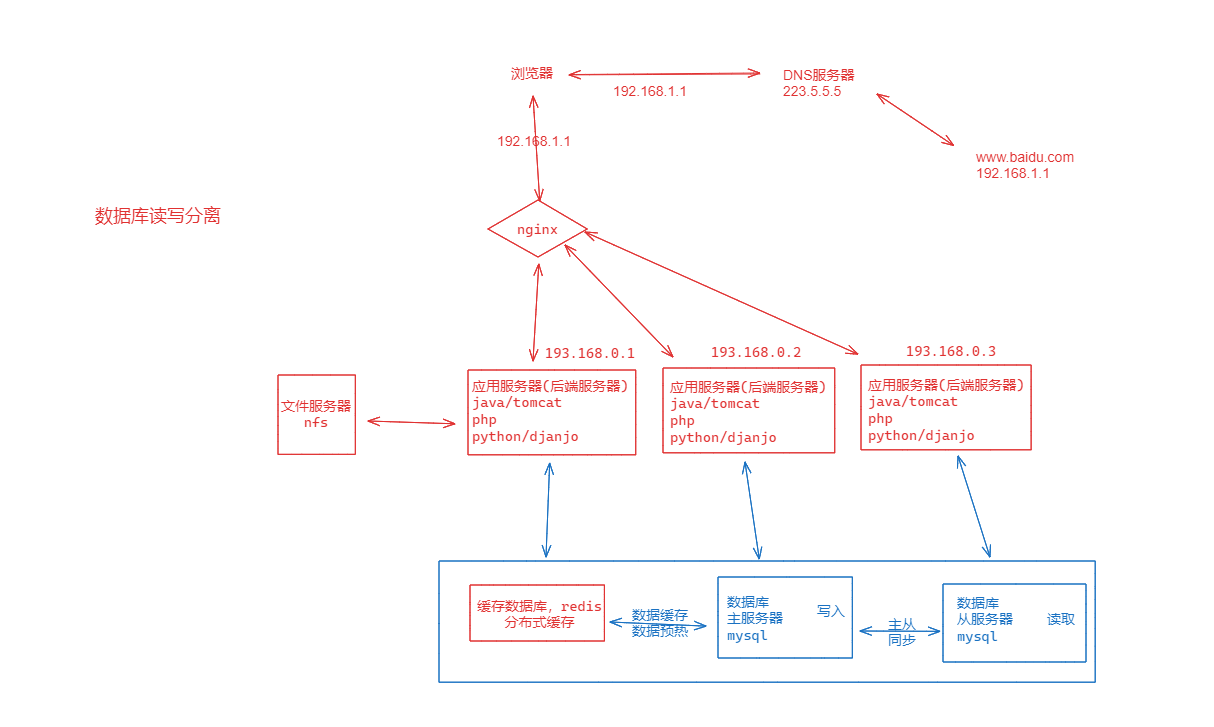 浏览器
DNS服务器
223.5.5.5
192.168.1.1
192.168.1.1
www.baidu.com
192.168.1.1
数据库读写分离
nginx
193.168.0.1
193.168.0.2
193.168.0.3
文件服务器
nfs
应用服务器(后端服务器)
java/tomcat
php
python/djanjo
应用服务器(后端服务器)
java/tomcat
php
python/djanjo
应用服务器(后端服务器)
java/tomcat
php
python/djanjo
缓存数据库，redis
分布式缓存
数据缓存
数据预热
数据库
主服务器
mysql
写入
主从
同步
数据库
从服务器
mysql
读取